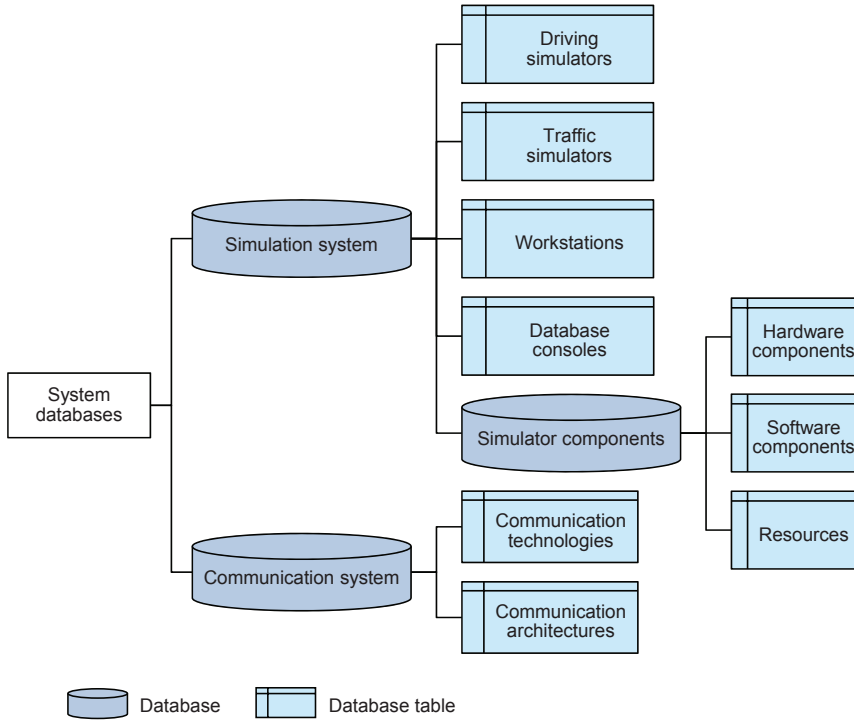 Driving
simulators
Traffic
simulators
Simulation system
Workstations
Database
consoles
Hardware
components
System
databases
Simulator components
Software
components
Communication
technologies
Resources
Communication system
Communication
architectures
Database
Database table